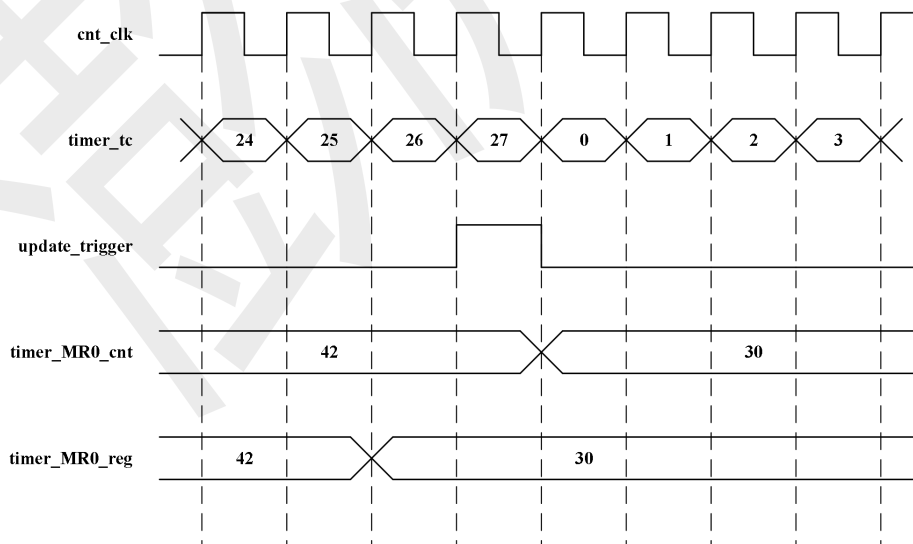 cnt_clk
timer_tc 24 25 26 27 0 1 2 3
update_trigger
timer_MR0_cnt 42 30
timer_MR0_reg 42 30